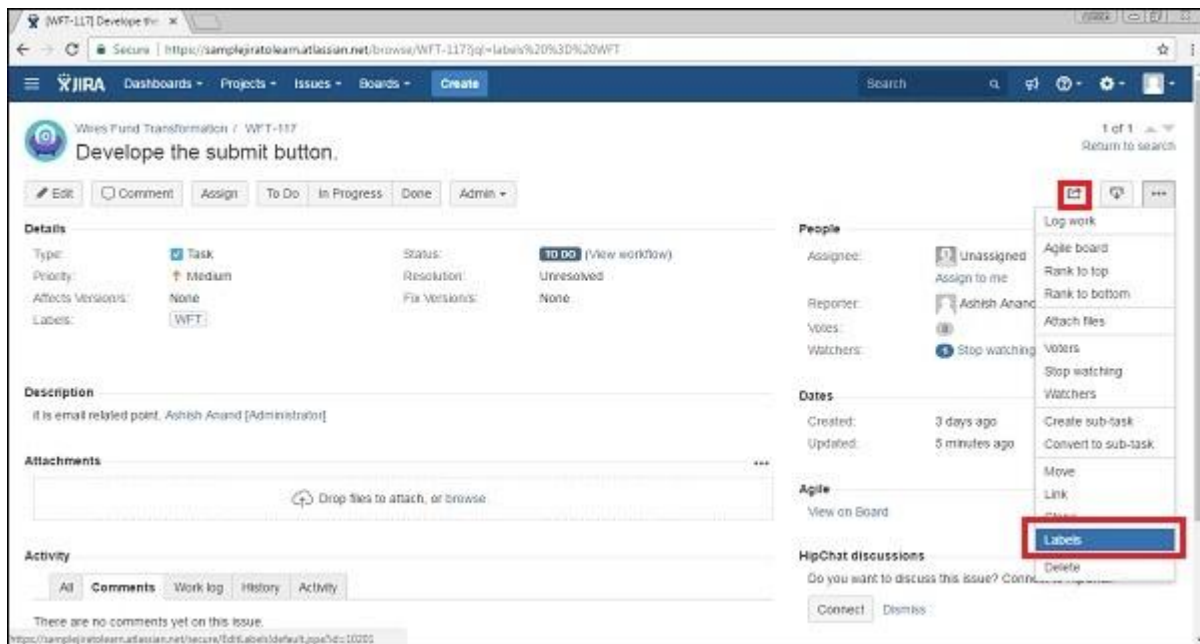 [WFT-117] Develope the
Secure | https://samplejiratolearn.atlassian.net/browse/WFT-117?jql=labels%20%3D%20WFT
JIRA Dashboards Projects Issues Boards Create Search
Wires Fund Transformation / WFT-117
1 of 1
Return to search
Develope the submit button.
Edit Comment Assign To Do In Progress Done Admin
Details
Type: Task Status: TO DO (View workflow)
Priority: Medium Resolution: Unresolved
Affects Version/s: None Fix Version/s: None
Labels: WFT
People
Assignee: Unassigned
Assign to me
Reporter: Ashish Anand
Votes: 0
Watchers: 1 Stop watching
Log work
Agile board
Rank to top
Rank to bottom
Attach files
Voters
Stop watching
Watchers
Create sub-task
Convert to sub-task
Move
Link
Clone
Labels
Delete
Description
it is email related point. Ashish Anand [Administrator]
Dates
Created: 3 days ago
Updated: 5 minutes ago
Attachments
Drop files to attach, or browse.
Agile
View on Board
Activity
All Comments Work log History Activity
There are no comments yet on this issue.
HipChat discussions
Do you want to discuss this issue? Connect to
Connect Dismiss
https://samplejiratolearn.atlassian.net/secure/EditLabels!default.jspa?id=10201